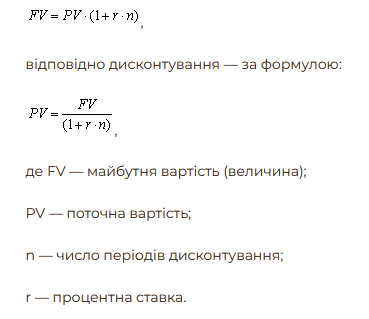 FV = PV · (1 + r · n),
відповідно дисконтування — за формулою:
PV = FV / (1 + r · n),
де FV — майбутня вартість (величина);
PV — поточна вартість;
n — число періодів дисконтування;
r — процентна ставка.